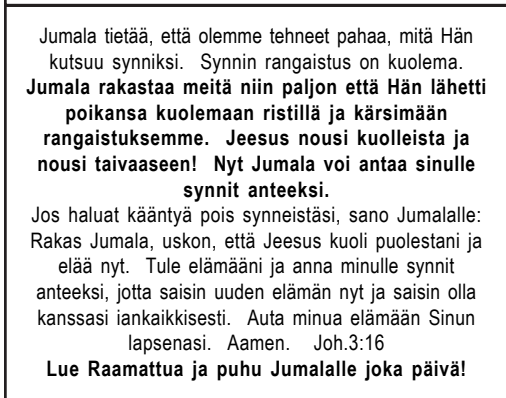 Jumala tietää, että olemme tehneet pahaa, mitä Hän
kutsuu synniksi. Synnin rangaistus on kuolema.
Jumala rakastaa meitä niin paljon että Hän lähetti
poikansa kuolemaan ristillä ja kärsimään
rangaistuksemme. Jeesus nousi kuolleista ja
nousi taivaaseen! Nyt Jumala voi antaa sinulle
synnit anteeksi.
Jos haluat kääntyä pois synneistäsi, sano Jumalalle:
Rakas Jumala, uskon, että Jeesus kuoli puolestani ja
elää nyt. Tule elämääni ja anna minulle synnit
anteeksi, jotta saisin uuden elämän nyt ja saisin olla
kanssasi iankaikkisesti. Auta minua elämään Sinun
lapsenasi. Aamen. Joh.3:16
Lue Raamattua ja puhu Jumalalle joka päivä!